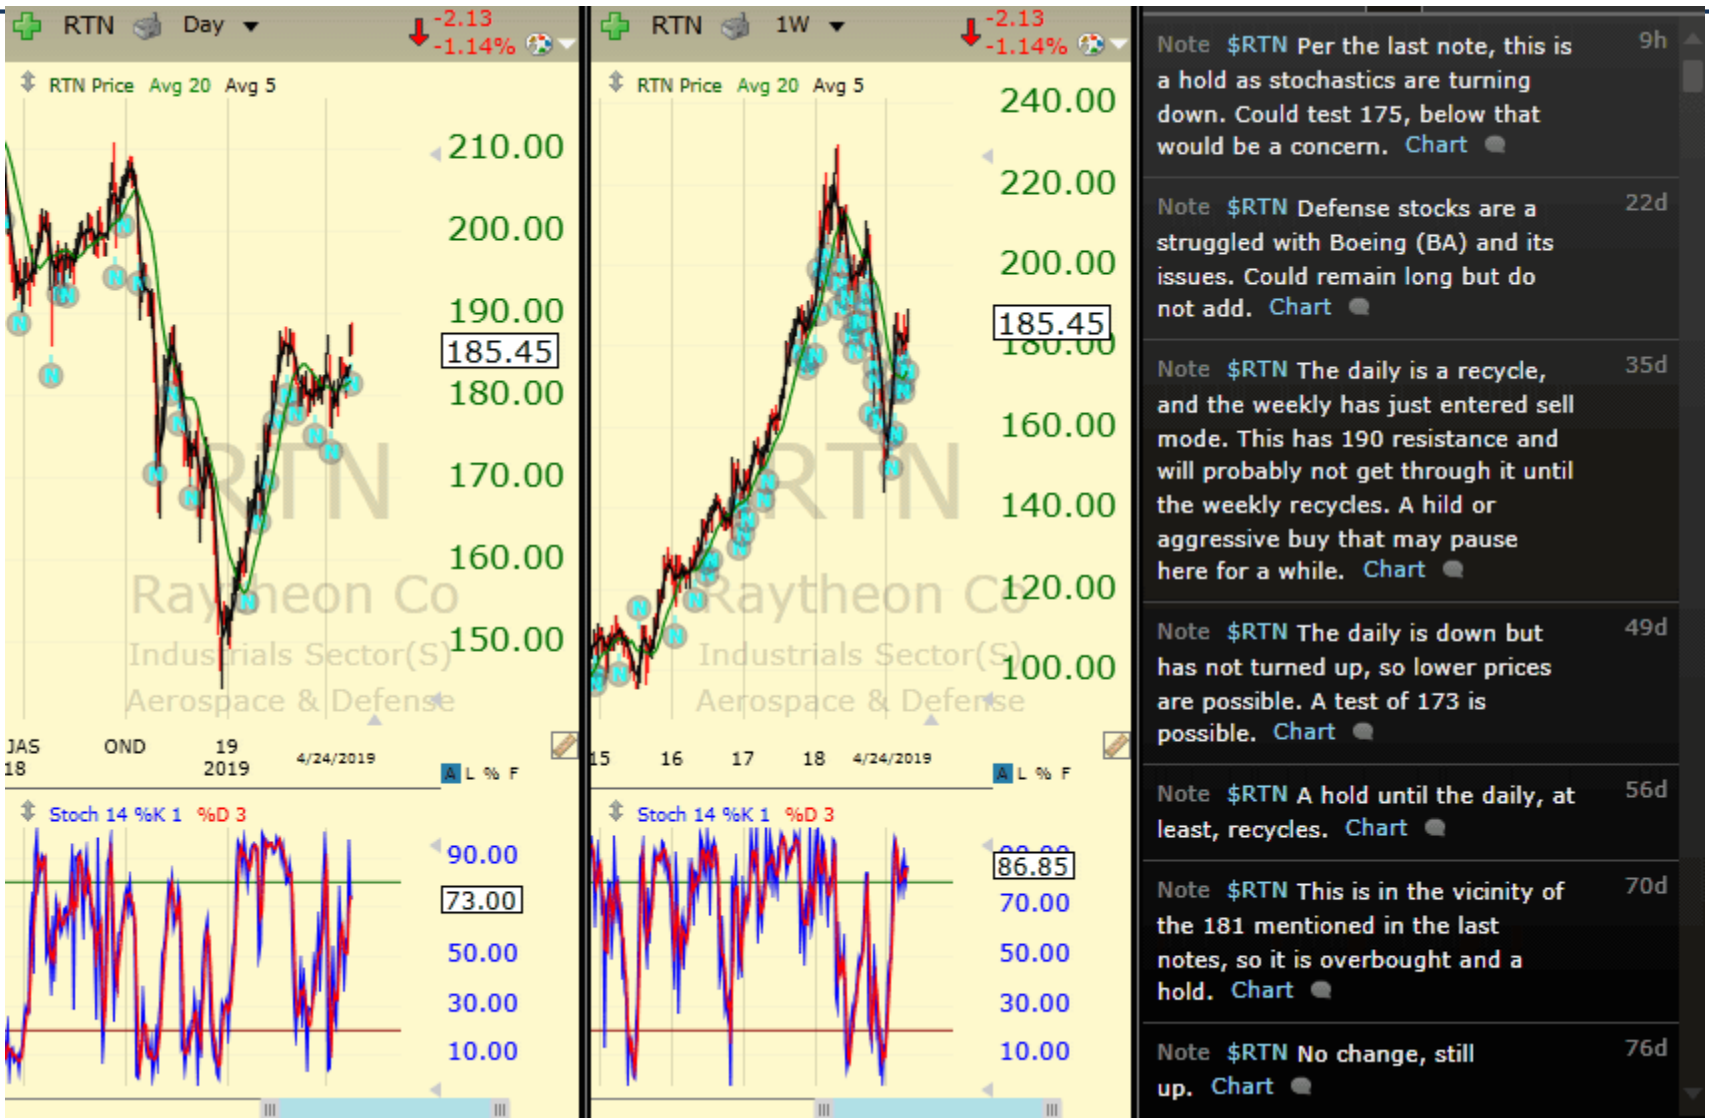 RTN Day -2.13
-1.14%
RTN Price Avg 20 Avg 5
210.00
200.00
190.00
185.45
180.00
170.00
160.00
150.00
RTN
Raytheon Co
Industrials Sector(S)
Aerospace & Defense
JAS OND 19
18 2019 4/24/2019
A L % F
Stoch 14 %K 1 %D 3
90.00
73.00
50.00
30.00
10.00
RTN 1W -2.13
-1.14%
RTN Price Avg 20 Avg 5
240.00
220.00
200.00
185.45
180.00
160.00
140.00
120.00
100.00
RTN
Raytheon Co
Industrials Sector(S)
Aerospace & Defense
15 16 17 18 4/24/2019
A L % F
Stoch 14 %K 1 %D 3
90.00
86.85
70.00
50.00
30.00
10.00
Note $RTN Per the last note, this is 9h
a hold as stochastics are turning
down. Could test 175, below that
would be a concern. Chart
Note $RTN Defense stocks are a 22d
struggled with Boeing (BA) and its
issues. Could remain long but do
not add. Chart
Note $RTN The daily is a recycle, 35d
and the weekly has just entered sell
mode. This has 190 resistance and
will probably not get through it until
the weekly recycles. A hild or
aggressive buy that may pause
here for a while. Chart
Note $RTN The daily is down but 49d
has not turned up, so lower prices
are possible. A test of 173 is
possible. Chart
Note $RTN A hold until the daily, at 56d
least, recycles. Chart
Note $RTN This is in the vicinity of 70d
the 181 mentioned in the last
notes, so it is overbought and a
hold. Chart
Note $RTN No change, still 76d
up. Chart